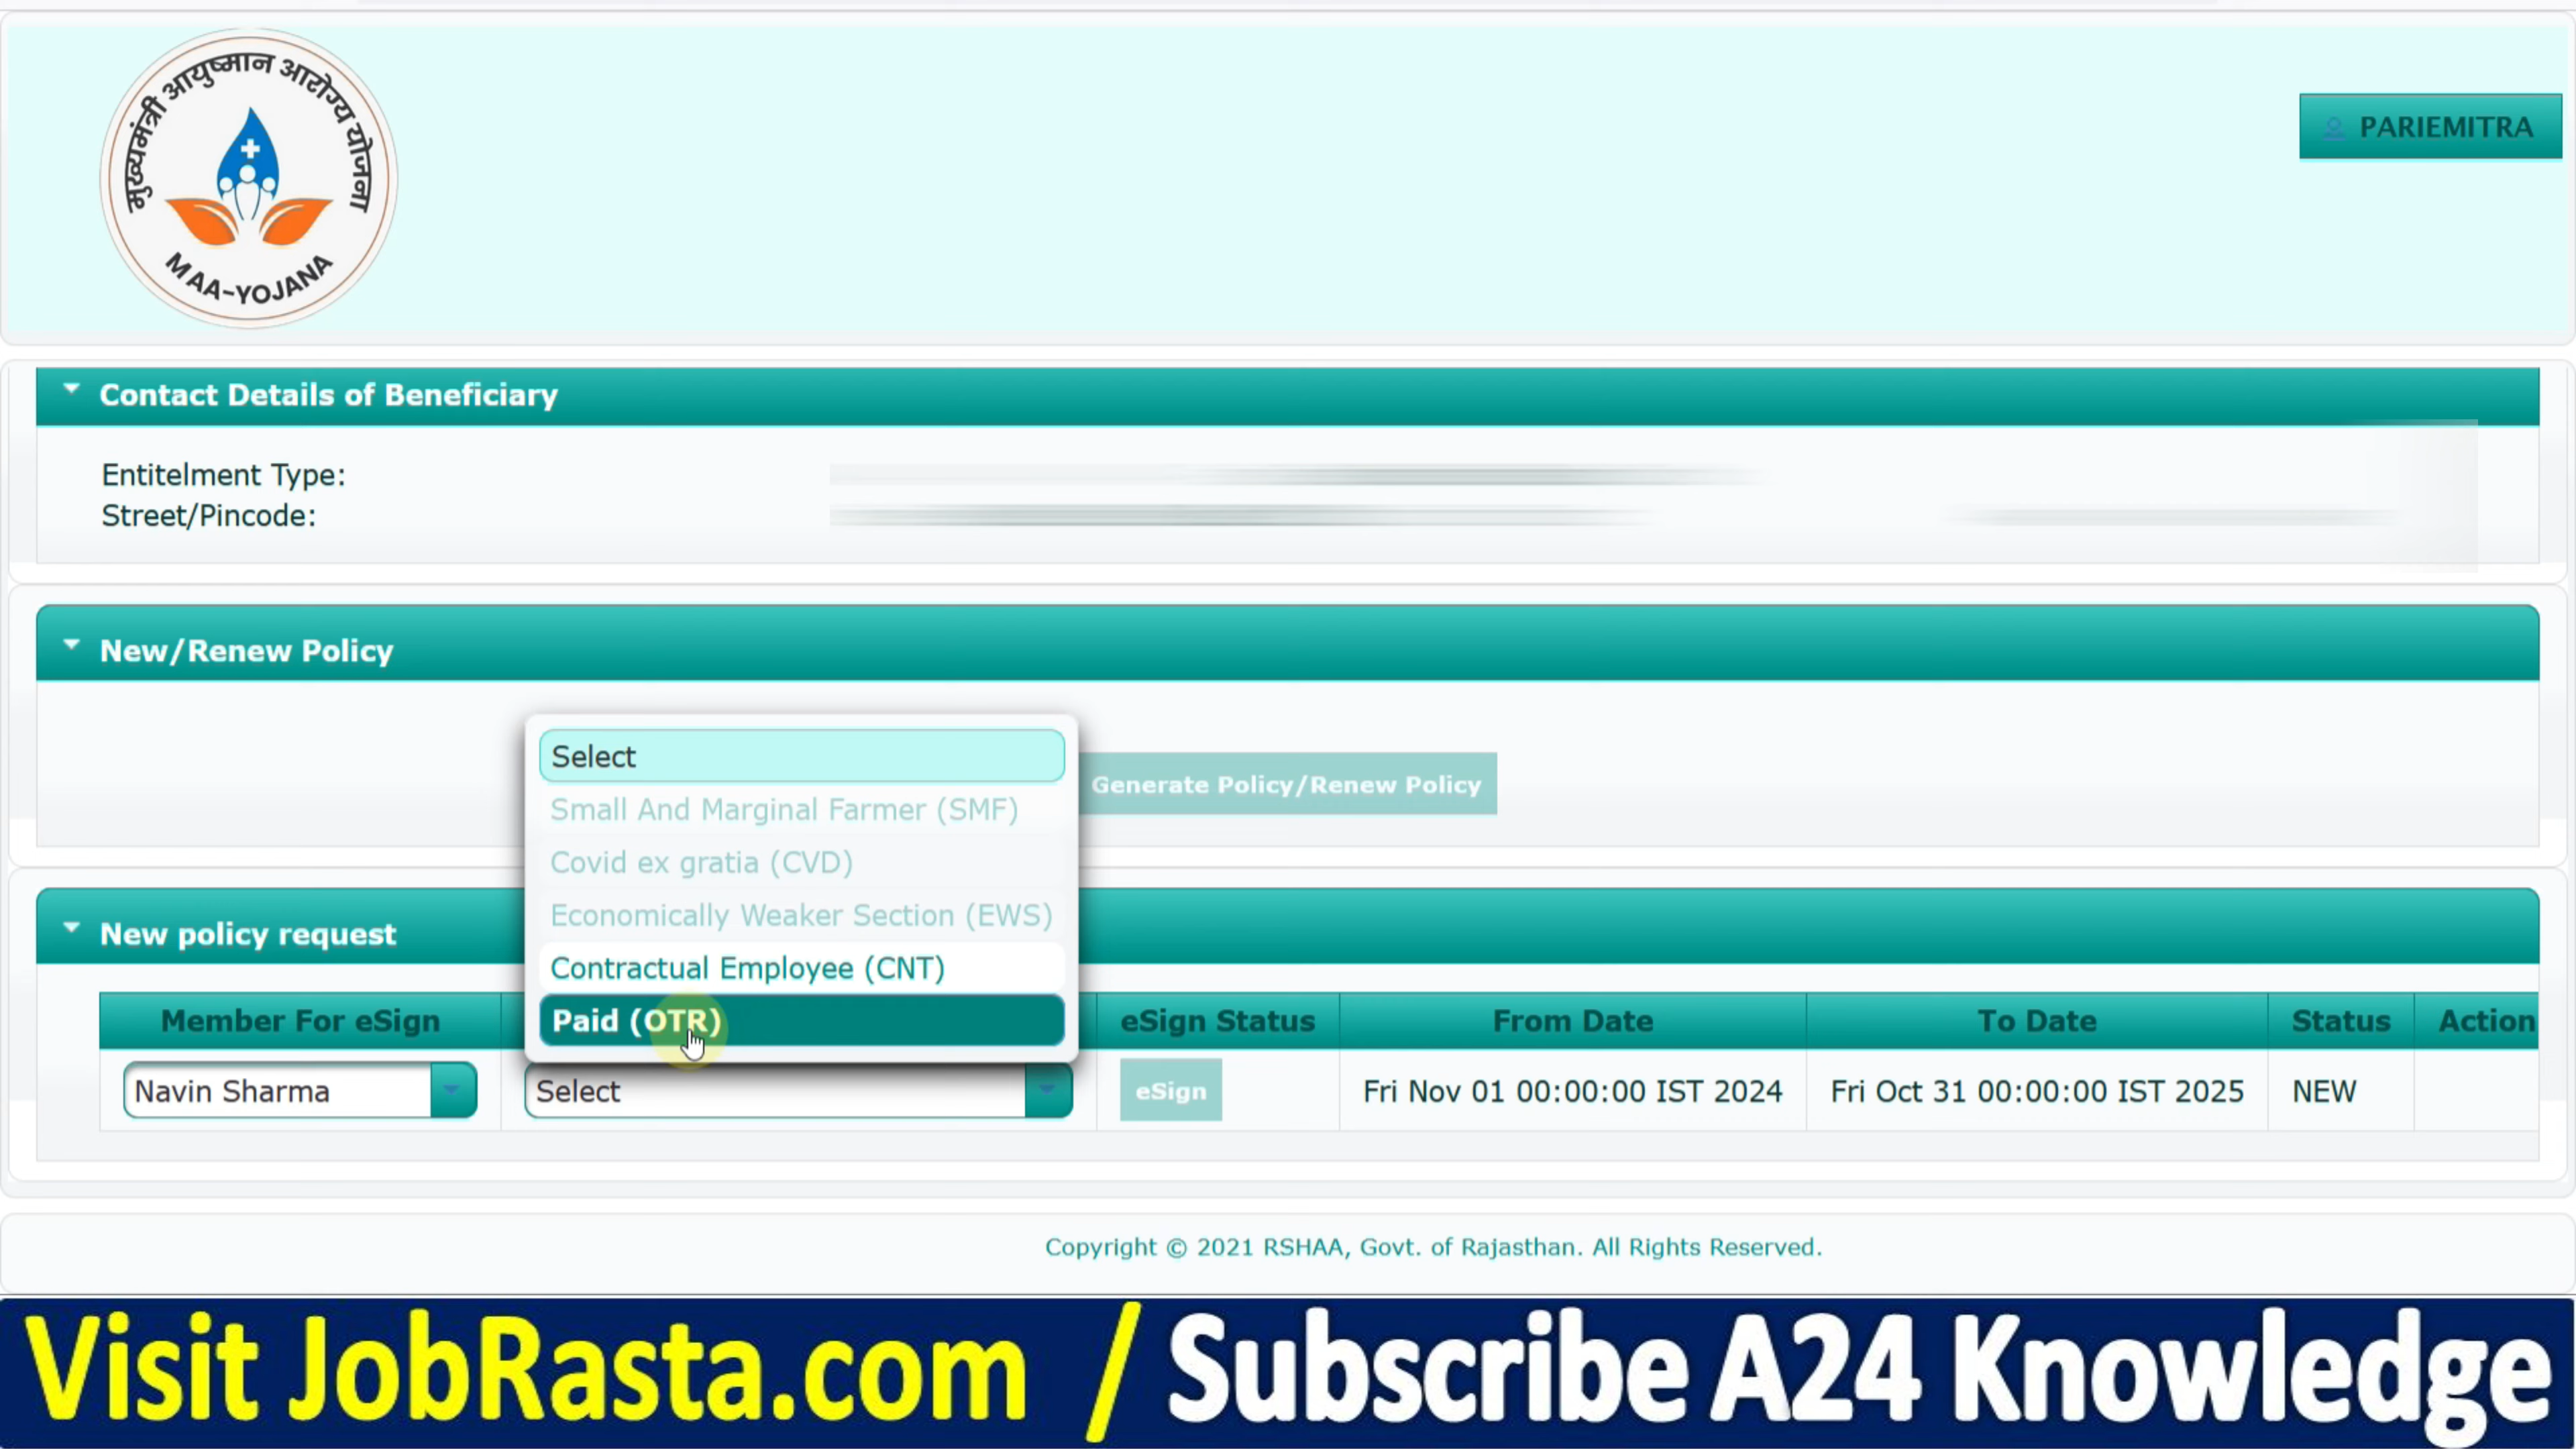 मुख्यमंत्री आयुष्मान आरोग्य योजना
MAA-YOJANA
PARIEMITRA
Contact Details of Beneficiary
Entitelment Type:
Street/Pincode:
New/Renew Policy
Select
Small And Marginal Farmer (SMF)
Covid ex gratia (CVD)
Economically Weaker Section (EWS)
Contractual Employee (CNT)
Paid (OTR)
Generate Policy/Renew Policy
New policy request
Member For eSign eSign Status From Date To Date Status Action
Navin Sharma Select eSign Fri Nov 01 00:00:00 IST 2024 Fri Oct 31 00:00:00 IST 2025 NEW
Copyright © 2021 RSHAA, Govt. of Rajasthan. All Rights Reserved.
Visit JobRasta.com / Subscribe A24 Knowledge